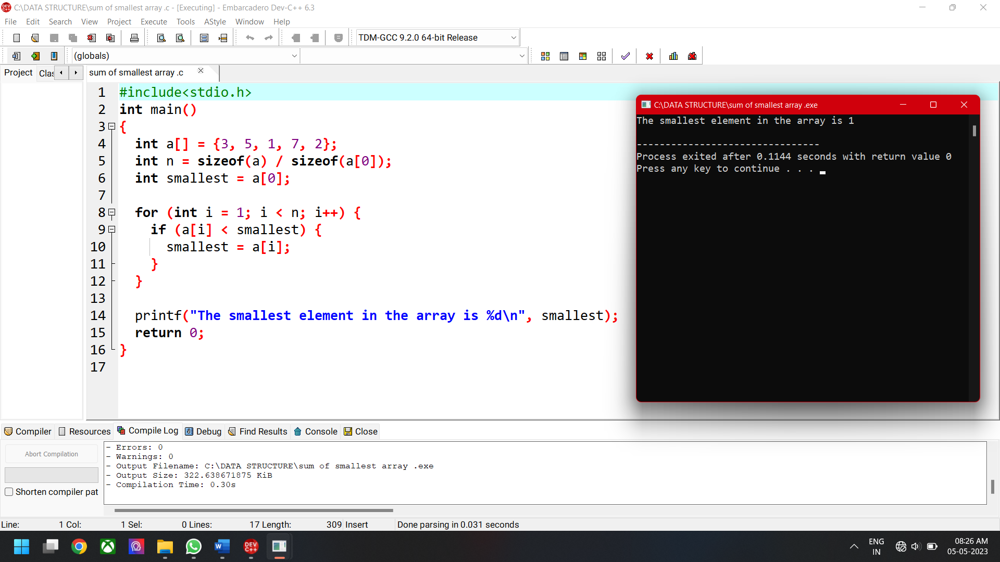 C:\DATA STRUCTURE\sum of smallest array .c - [Executing] - Embarcadero Dev-C++ 6.3
File Edit Search View Project Execute Tools AStyle Window Help
TDM-GCC 9.2.0 64-bit Release
(globals)
Project Clas sum of smallest array .c
1 #include<stdio.h>
2 int main()
3 {
4 int a[] = {3, 5, 1, 7, 2};
5 int n = sizeof(a) / sizeof(a[0]);
6 int smallest = a[0];
7
8 for (int i = 1; i < n; i++) {
9 if (a[i] < smallest) {
10 smallest = a[i];
11 }
12 }
13
14 printf("The smallest element in the array is %d\n", smallest);
15 return 0;
16 }
17
C:\DATA STRUCTURE\sum of smallest array .exe
The smallest element in the array is 1
--------------------------------
Process exited after 0.1144 seconds with return value 0
Press any key to continue . . .
Compiler Resources Compile Log Debug Find Results Console Close
Abort Compilation
Shorten compiler pat
- Errors: 0
- Warnings: 0
- Output Filename: C:\DATA STRUCTURE\sum of smallest array .exe
- Output Size: 322.638671875 KiB
- Compilation Time: 0.30s
Line: 1 Col: 1 Sel: 0 Lines: 17 Length: 309 Insert Done parsing in 0.031 seconds
DEV C++
ENG
IN
08:26 AM
05-05-2023